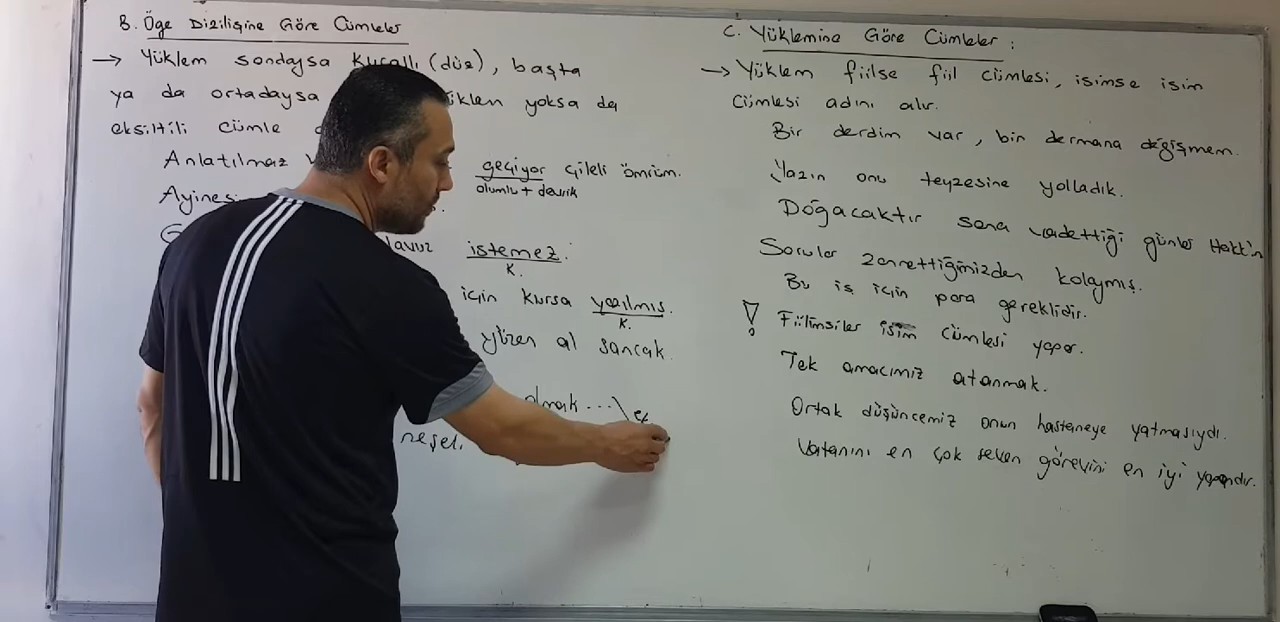 B. Öge Dizilişine Göre Cümleler
→ Yüklem sondaysa Kurallı (düz), başta
ya da ortadaysa yüklem yoksa da
eksiltili cümle
Anlatılmaz geçiyor çileli ömrüm.
olumlu + devrik
Ayinesi
istemez.
K.
için kursa yazılmış.
K.
yüzen al sancak.
olmak ... \ ek
neşeli
C. Yüklemine Göre Cümleler :
→ Yüklem fiilse fiil cümlesi, isimse isim
cümlesi adını alır.
Bir derdim var, bin dermana değişmem.
Yazın onu teyzesine yolladık.
Doğacaktır sana vadettiği günler Hakk'ın
Sorular zannettiğimizden kolaymış.
Bu iş için para gereklidir.
! Fiilimsiler isim cümlesi yapar.
Tek amacımız atanmak.
Ortak düşüncemiz onun hastaneye yatmasıydı.
Vatanını en çok seven görevini en iyi yapandır.